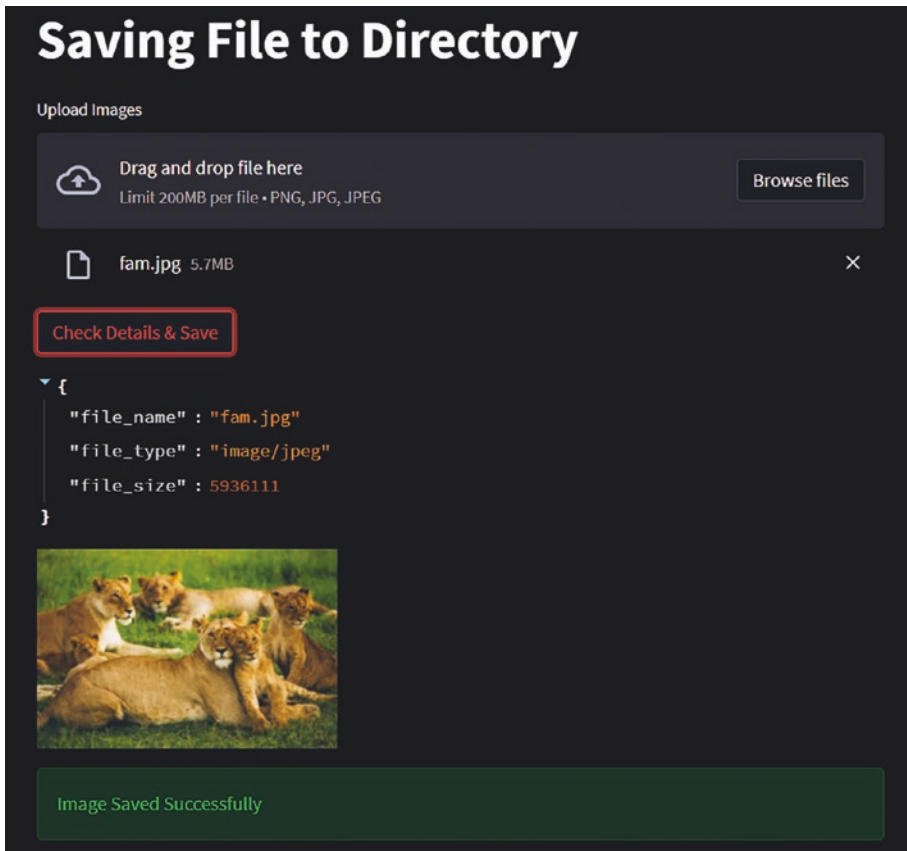 Saving File to Directory
Upload Images
Drag and drop file here
Limit 200MB per file • PNG, JPG, JPEG
Browse files
fam.jpg 5.7MB
Check Details & Save
{
"file_name" : "fam.jpg"
"file_type" : "image/jpeg"
"file_size" : 5936111
}
Image Saved Successfully